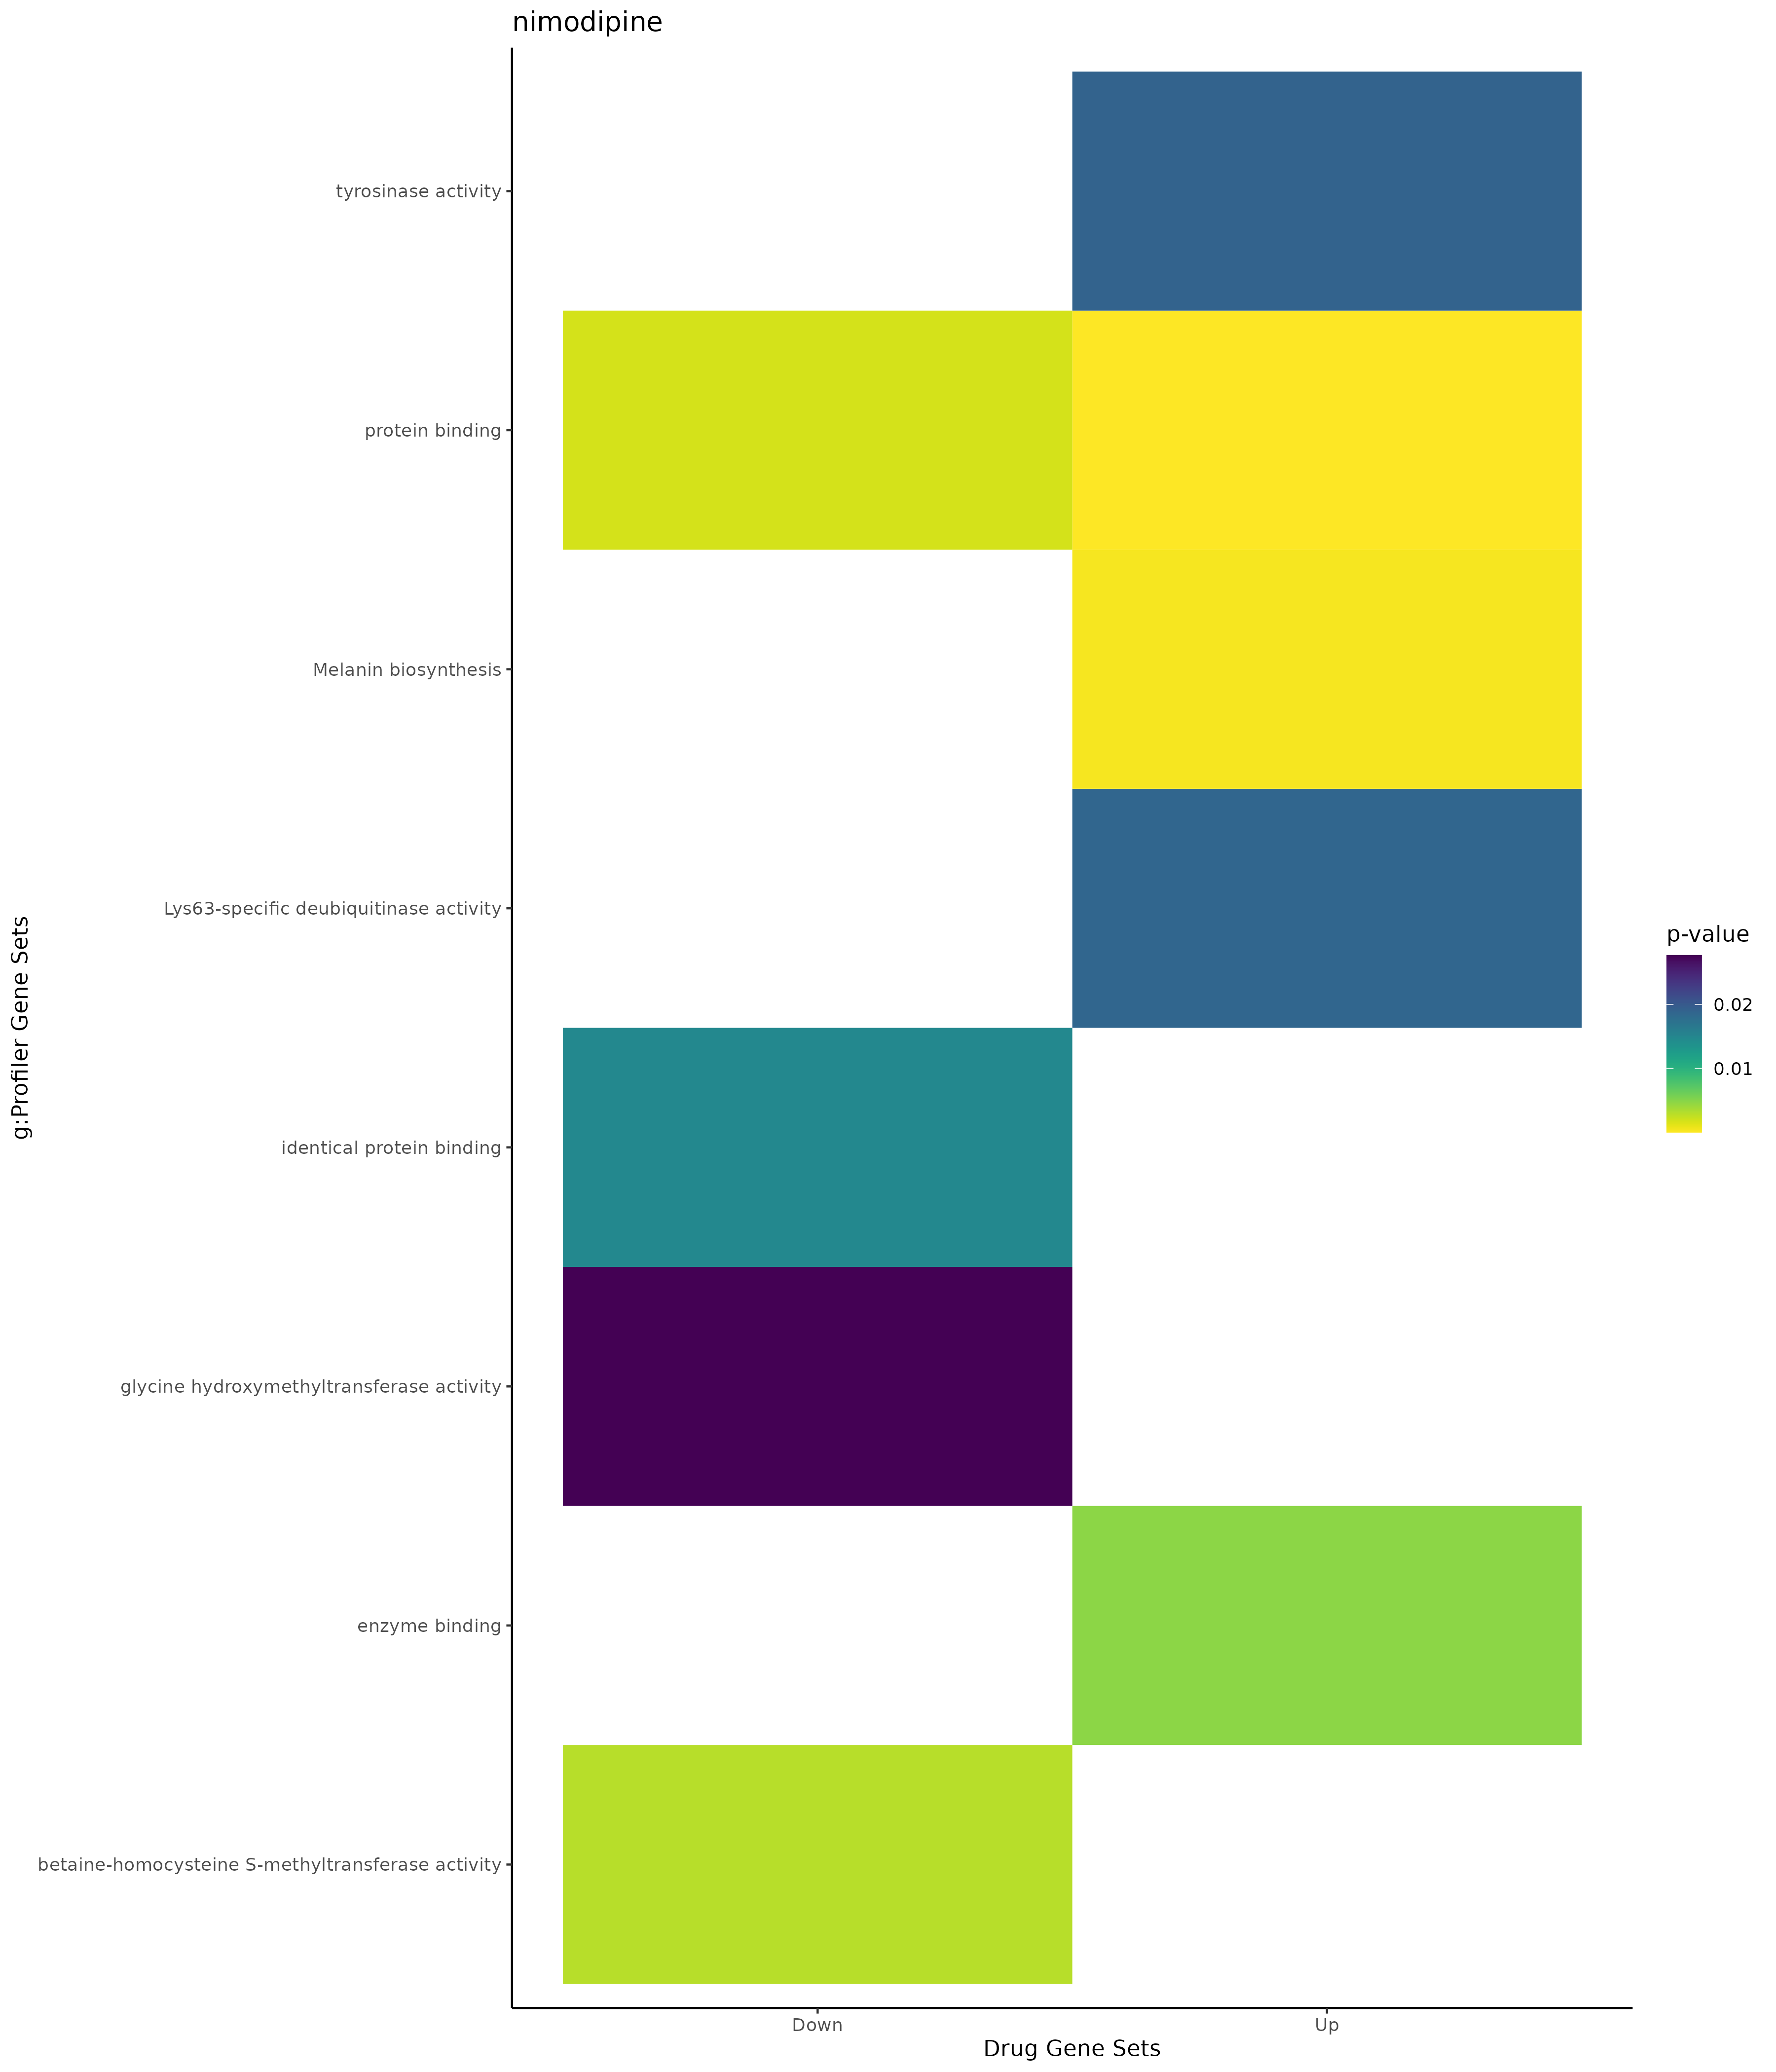 nimodipine
tyrosinase activity
protein binding
Melanin biosynthesis
Lys63-specific deubiquitinase activity
identical protein binding
glycine hydroxymethyltransferase activity
enzyme binding
betaine-homocysteine S-methyltransferase activity
g:Profiler Gene Sets
Down
Up
Drug Gene Sets
p-value
0.02
0.01